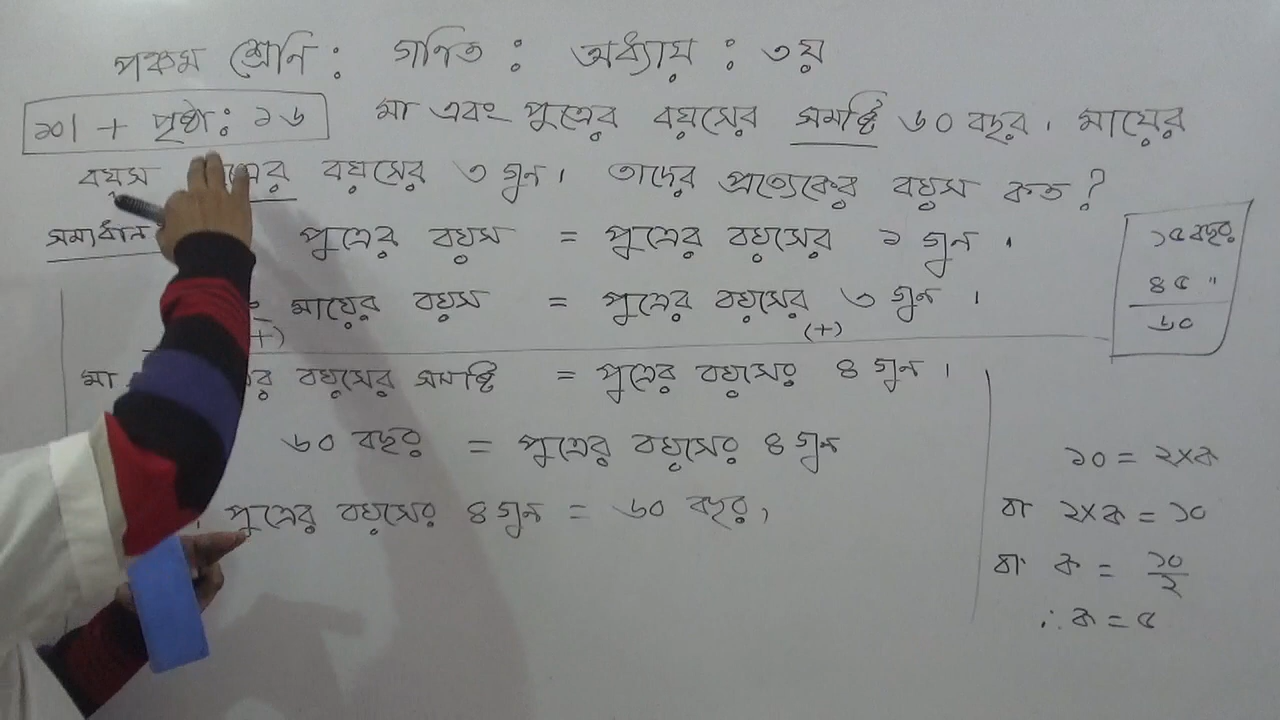 পঞ্চম শ্রেনি : গনিত : অধ্যায় : ৩য়
১০। + পৃষ্ঠা: ১৬ মা এবং পুত্রের বয়সের সমষ্টি ৬০ বছর। মায়ের
বয়স বয়সের ৩ গুন। তাদের প্রত্যেকের বয়স কত?
সমাধান পুত্রের বয়স = পুত্রের বয়সের ১ গুন।
মায়ের বয়স = পুত্রের বয়সের ৩ গুন।
(+)
মা বয়সের সমষ্টি = পুত্রের বয়সের ৪ গুন।
৬০ বছর = পুত্রের বয়সের ৪ গুন
পুত্রের বয়সের ৪ গুন = ৬০ বছর,
১৫ বছর
৪৫ "
৬০
১০ = ২×ক
বা ২×ক = ১০
বা ক = ১০/২
∴ ক = ৫